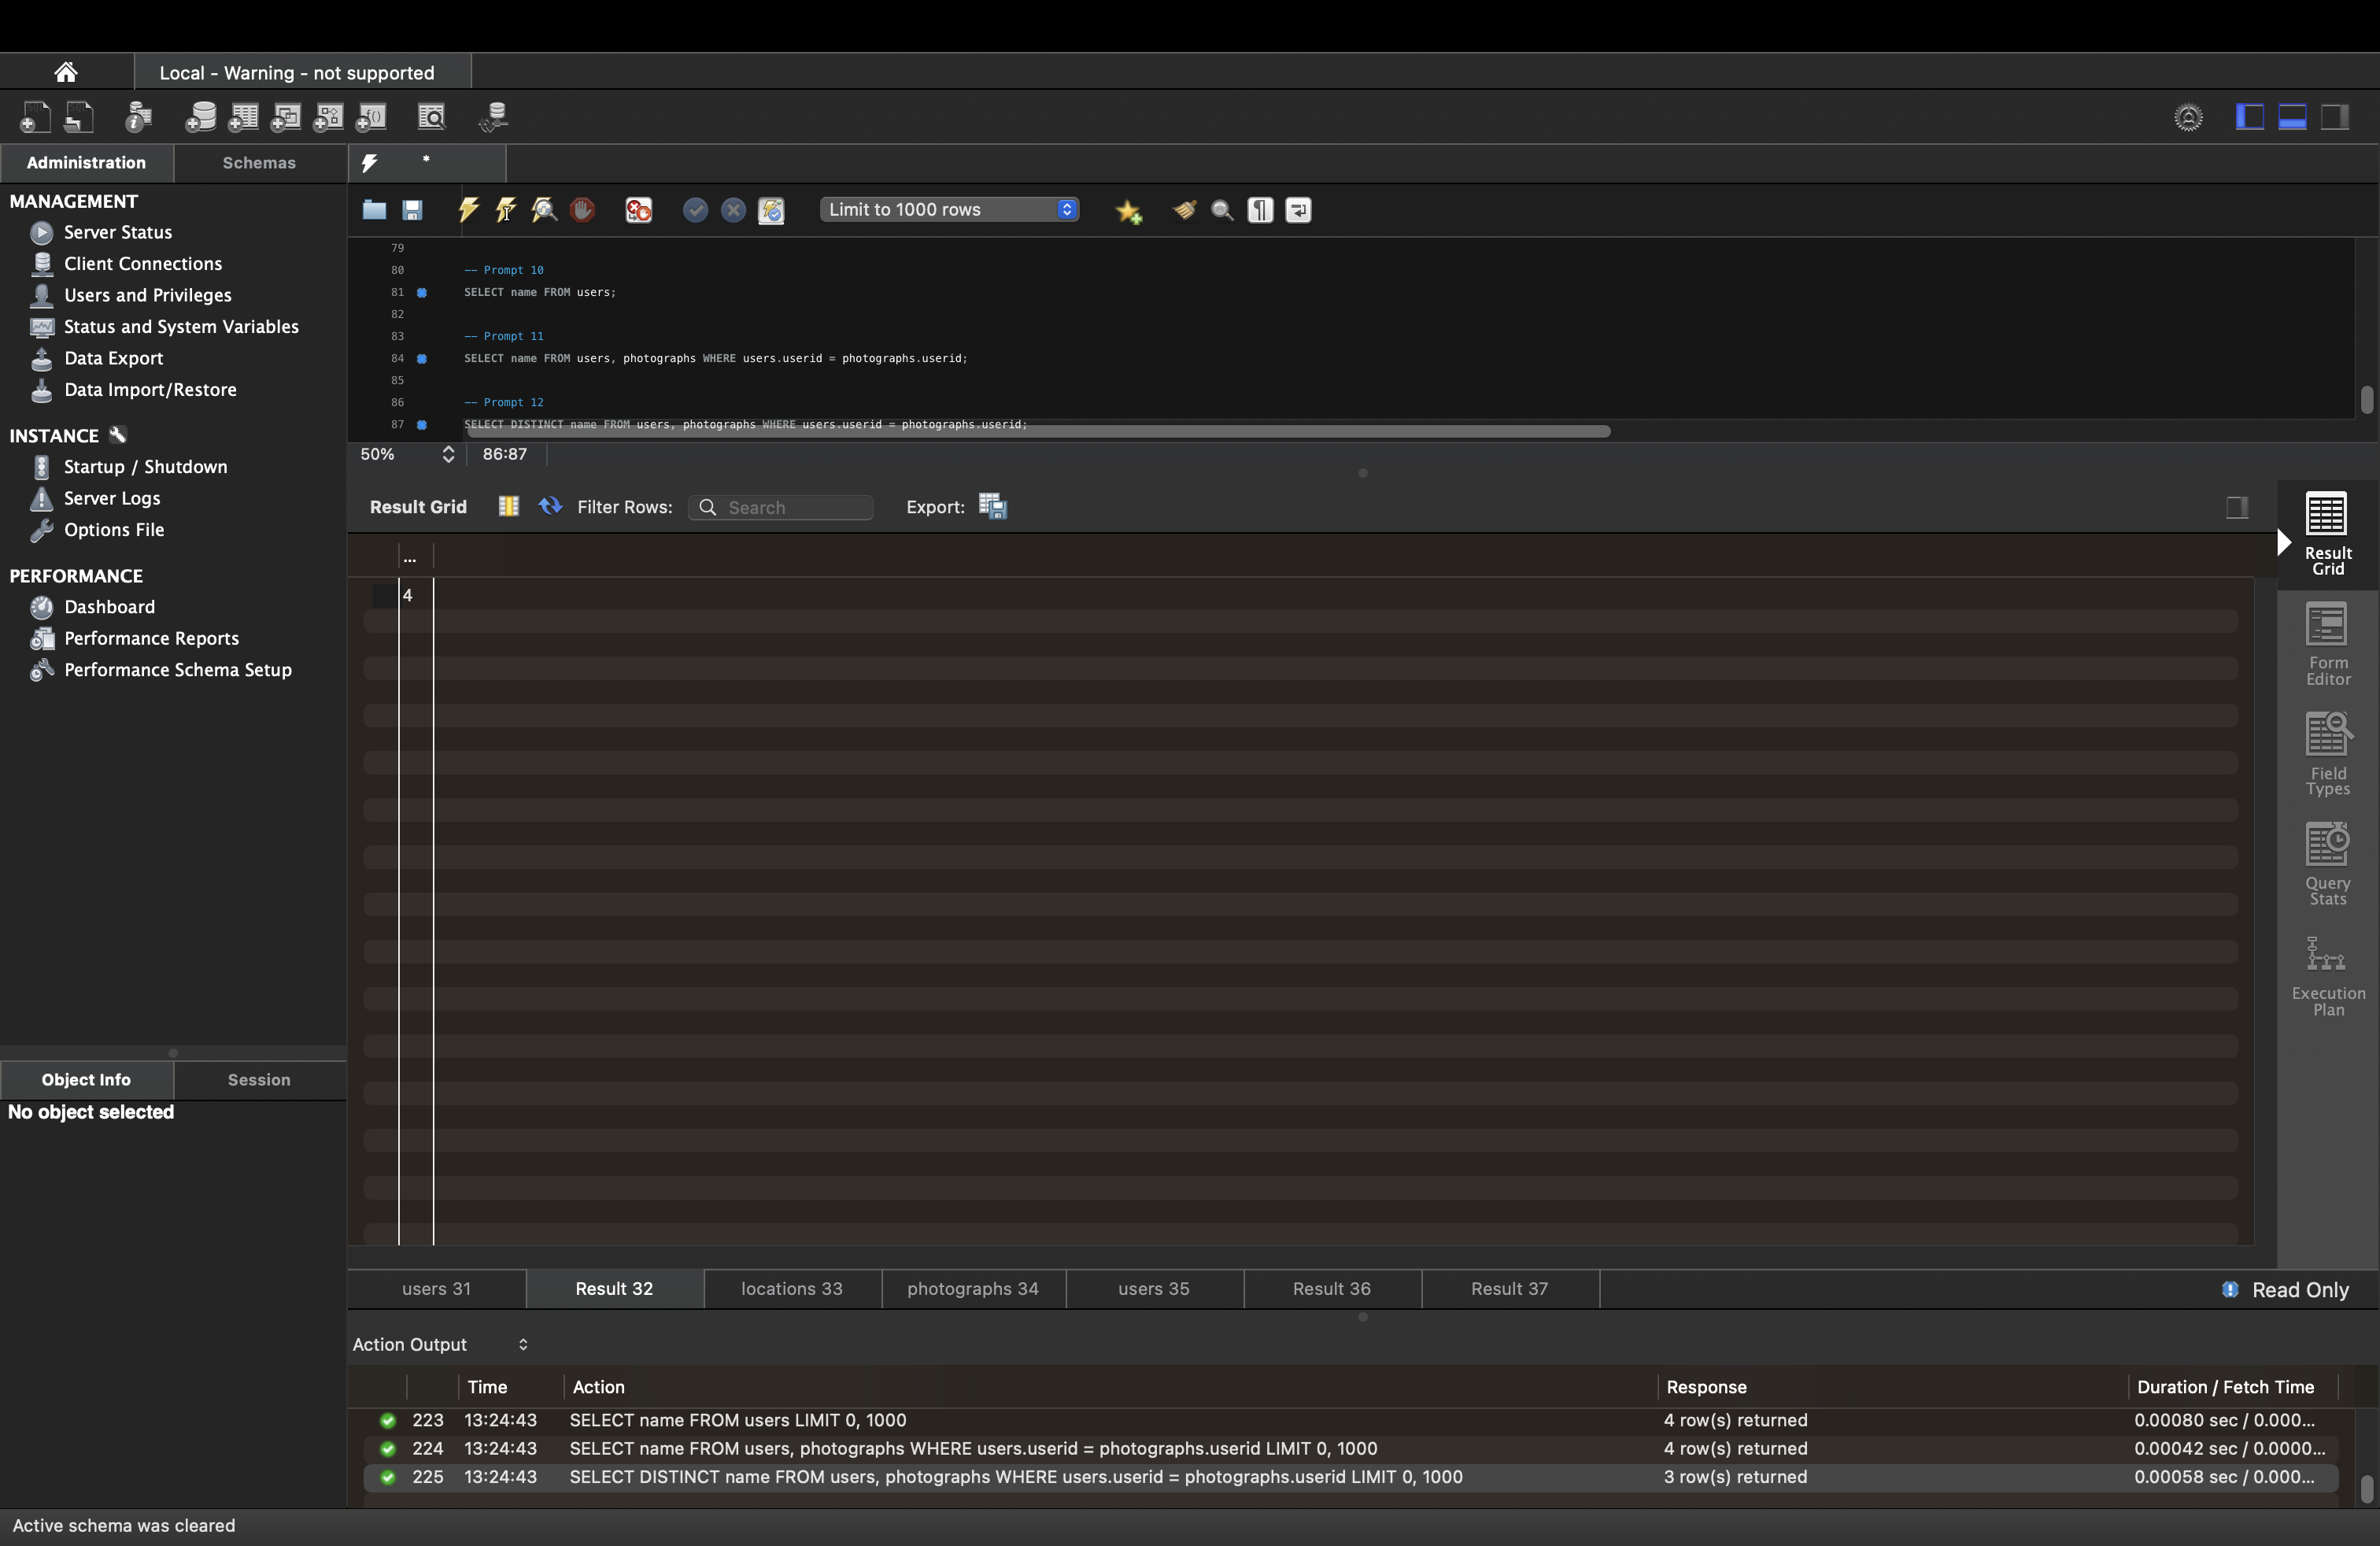 Local - Warning - not supported
Administration
Schemas
*
MANAGEMENT
Server Status
Client Connections
Users and Privileges
Status and System Variables
Data Export
Data Import/Restore
INSTANCE
Startup / Shutdown
Server Logs
Options File
PERFORMANCE
Dashboard
Performance Reports
Performance Schema Setup
Object Info
Session
No object selected
Limit to 1000 rows
79
80 -- Prompt 10
81 SELECT name FROM users;
82
83 -- Prompt 11
84 SELECT name FROM users, photographs WHERE users.userid = photographs.userid;
85
86 -- Prompt 12
87 SELECT DISTINCT name FROM users, photographs WHERE users.userid = photographs.userid;
50% 86:87
Result Grid Filter Rows: Search Export:
...
4
Result
Grid
Form
Editor
Field
Types
Query
Stats
Execution
Plan
users 31 Result 32 locations 33 photographs 34 users 35 Result 36 Result 37 Read Only
Action Output
Time Action Response Duration / Fetch Time
223 13:24:43 SELECT name FROM users LIMIT 0, 1000 4 row(s) returned 0.00080 sec / 0.000...
224 13:24:43 SELECT name FROM users, photographs WHERE users.userid = photographs.userid LIMIT 0, 1000 4 row(s) returned 0.00042 sec / 0.0000...
225 13:24:43 SELECT DISTINCT name FROM users, photographs WHERE users.userid = photographs.userid LIMIT 0, 1000 3 row(s) returned 0.00058 sec / 0.000...
Active schema was cleared